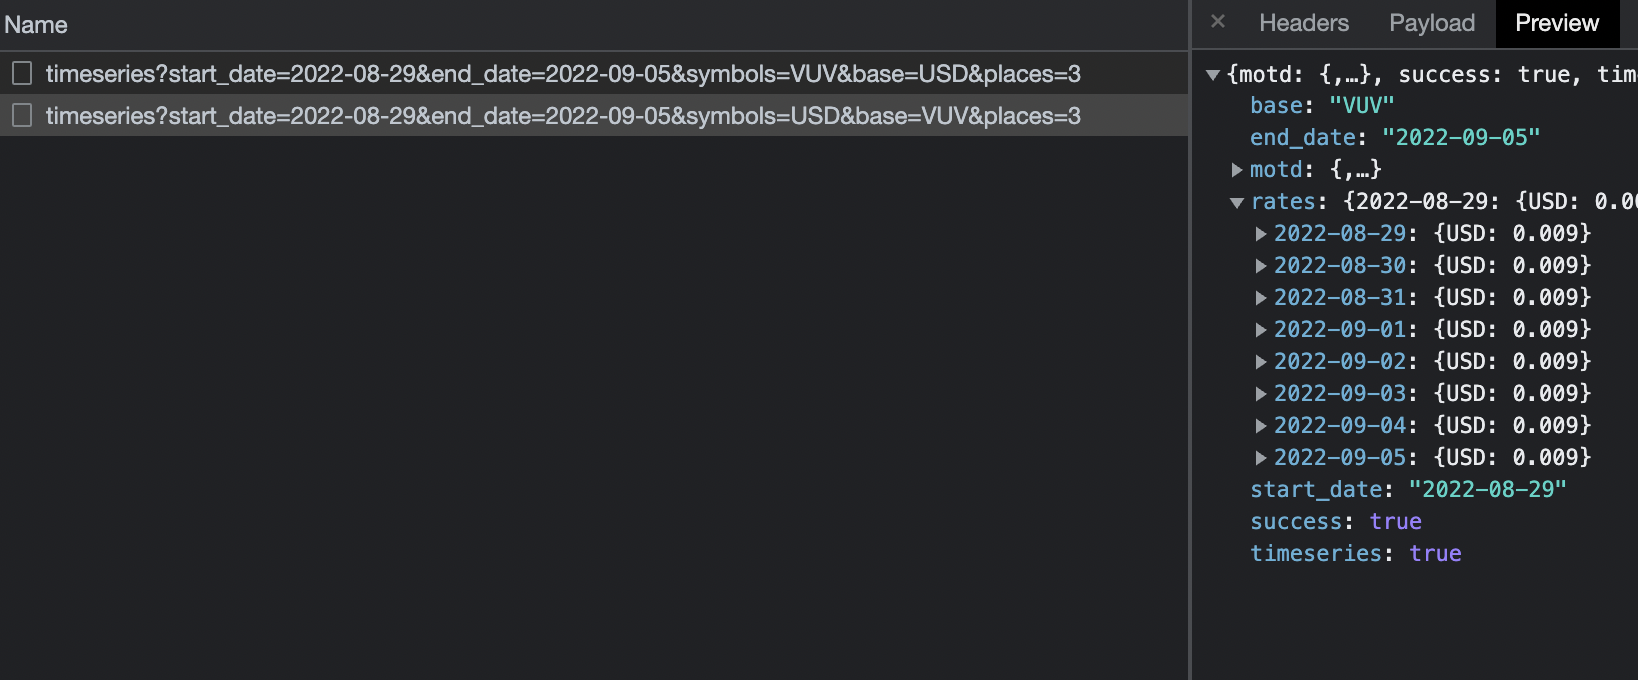 Name
timeseries?start_date=2022-08-29&end_date=2022-09-05&symbols=VUV&base=USD&places=3
timeseries?start_date=2022-08-29&end_date=2022-09-05&symbols=USD&base=VUV&places=3
× Headers Payload Preview
▼{motd: {,…}, success: true, tim
base: "VUV"
end_date: "2022-09-05"
▶motd: {,…}
▼rates: {2022-08-29: {USD: 0.00
▶2022-08-29: {USD: 0.009}
▶2022-08-30: {USD: 0.009}
▶2022-08-31: {USD: 0.009}
▶2022-09-01: {USD: 0.009}
▶2022-09-02: {USD: 0.009}
▶2022-09-03: {USD: 0.009}
▶2022-09-04: {USD: 0.009}
▶2022-09-05: {USD: 0.009}
start_date: "2022-08-29"
success: true
timeseries: true